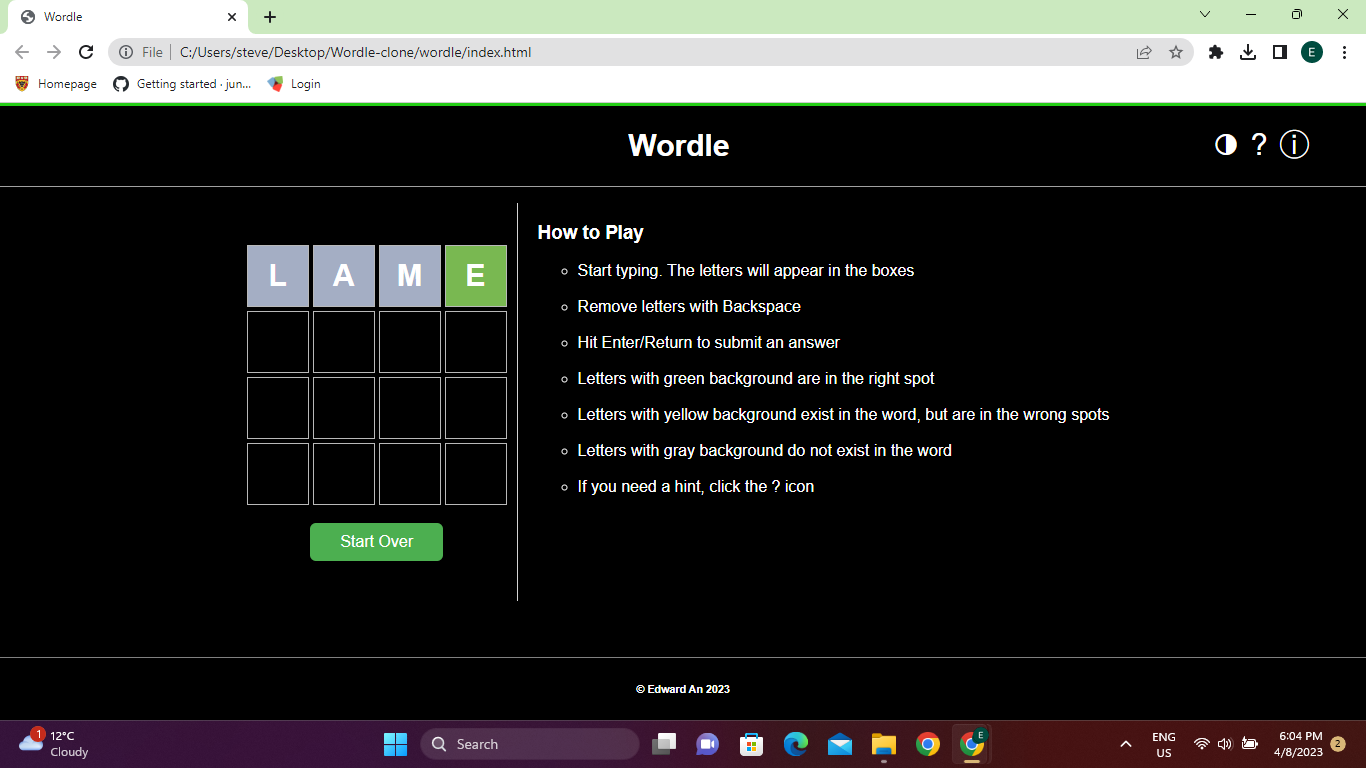 Wordle
File
C:/Users/steve/Desktop/Wordle-clone/wordle/index.html
E
Homepage
Getting started · jun...
Login
Wordle
?
i
L A M E
How to Play
Start typing. The letters will appear in the boxes
Remove letters with Backspace
Hit Enter/Return to submit an answer
Letters with green background are in the right spot
Letters with yellow background exist in the word, but are in the wrong spots
Letters with gray background do not exist in the word
If you need a hint, click the ? icon
Start Over
© Edward An 2023
1
12°C
Cloudy
Search
E
ENG
US
6:04 PM
4/8/2023
2